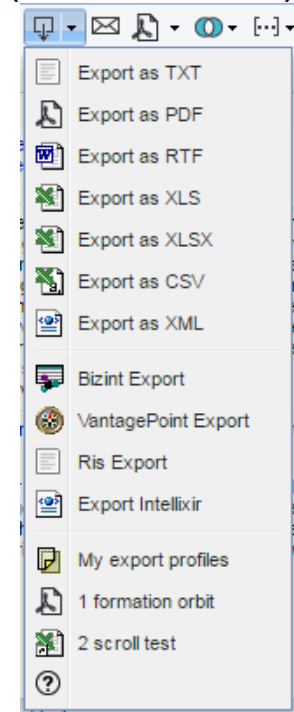 Export as TXT
Export as PDF
Export as RTF
Export as XLS
Export as XLSX
Export as CSV
Export as XML
Bizint Export
VantagePoint Export
Ris Export
Export Intellixir
My export profiles
1 formation orbit
2 scroll test